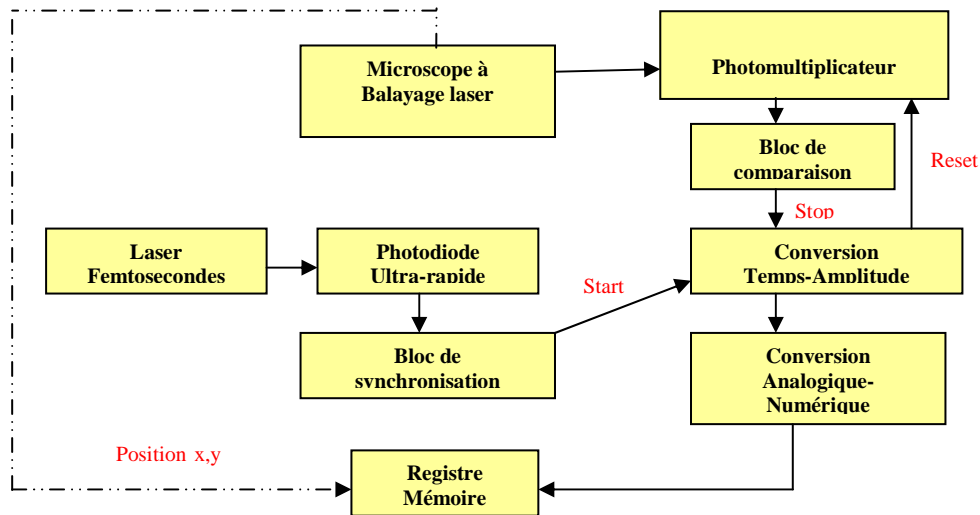 Microscope à
Balayage laser
Photomultiplicateur
Bloc de
comparaison
Reset
Stop
Laser
Femtosecondes
Photodiode
Ultra-rapide
Start
Conversion
Temps-Amplitude
Bloc de
synchronisation
Conversion
Analogique-
Numérique
Position x,y
Registre
Mémoire